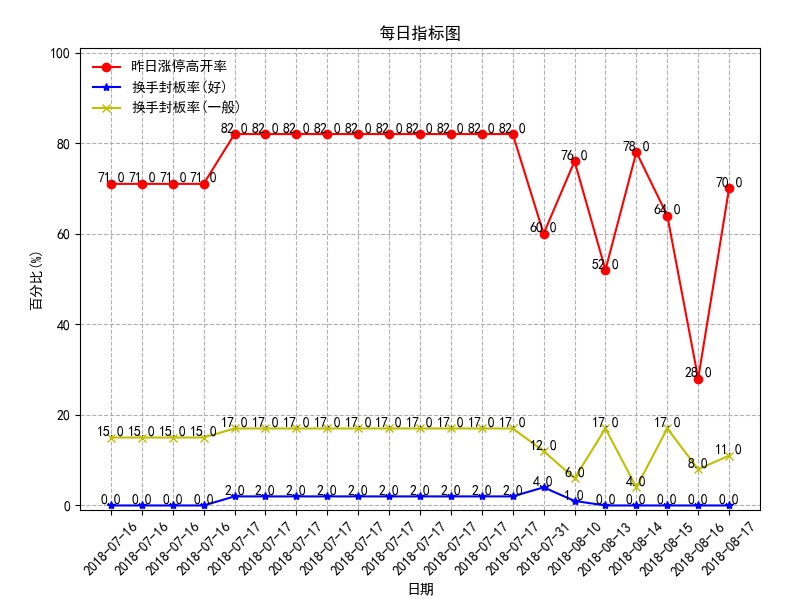 每日指标图
100
80
60
40
20
0
百分比(%)
昨日涨停高开率
换手封板率(好)
换手封板率(一般)
71.0 71.0 71.0 71.0 82.0 82.0 82.0 82.0 82.0 82.0 82.0 82.0 82.0 82.0 60.0 76.0 52.0 78.0 64.0 28.0 70.0
15.0 15.0 15.0 15.0 17.0 17.0 17.0 17.0 17.0 17.0 17.0 17.0 17.0 17.0 12.0 6.0 17.0 4.0 17.0 8.0 11.0
0.0 0.0 0.0 0.0 2.0 2.0 2.0 2.0 2.0 2.0 2.0 2.0 2.0 2.0 4.0 1.0 0.0 0.0 0.0 0.0 0.0
2018-07-16 2018-07-16 2018-07-16 2018-07-16 2018-07-17 2018-07-17 2018-07-17 2018-07-17 2018-07-17 2018-07-17 2018-07-17 2018-07-17 2018-07-17 2018-07-17 2018-07-31 2018-08-10 2018-08-13 2018-08-14 2018-08-15 2018-08-16 2018-08-17
日期